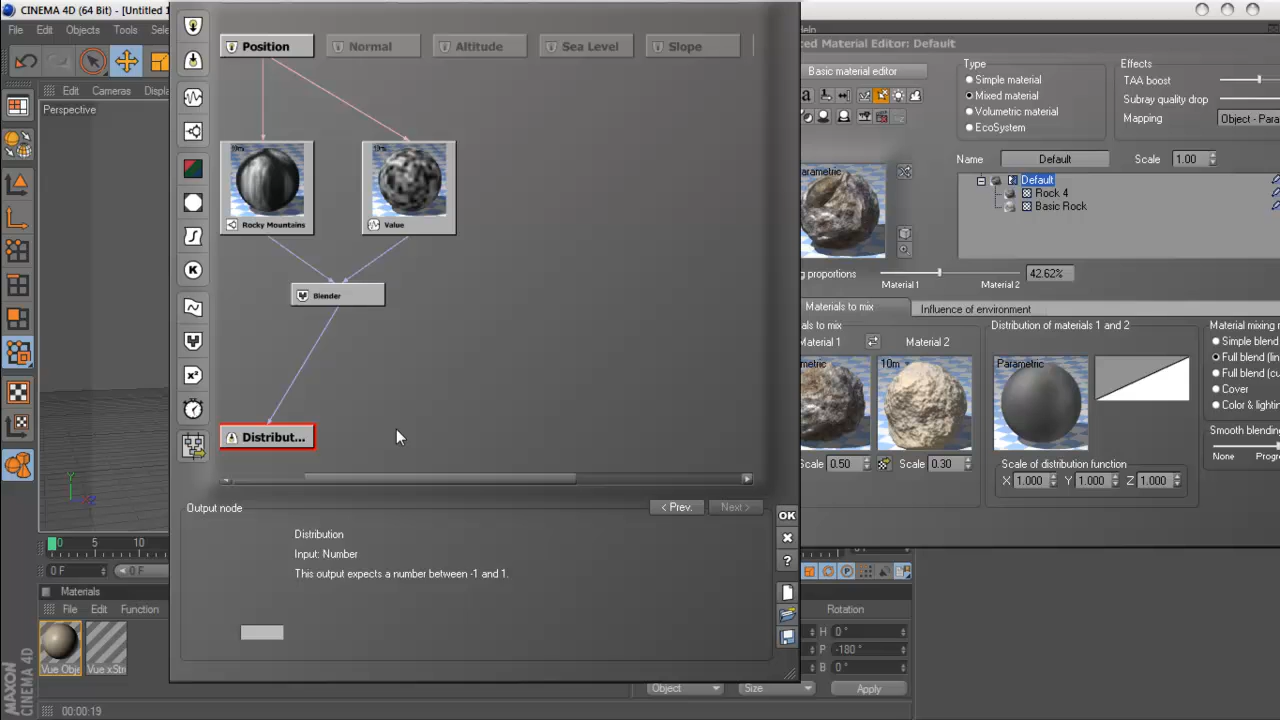 CINEMA 4D (64 Bit) - [Untitled 1
File Edit Objects Tools Sele
Edit Cameras Displa
Perspective
Position Normal Altitude Sea Level Slope
10m 10m
Rocky Mountains Value
Blender
Distribut...
Output node < Prev. Next >
Distribution
Input: Number
This output expects a number between -1 and 1.
OK
?
ed Material Editor: Default
Basic material editor
Type
Simple material
Mixed material
Volumetric material
EcoSystem
Effects
TAA boost
Subray quality drop
Mapping Object - Para
Name Default Scale 1.00
arametric
Default
Rock 4
Basic Rock
g proportions 42.62%
Material 1 Material 2
Materials to mix Influence of environment
ls to mix
Material 1 Material 2
metric 10m
Scale 0.50 Scale 0.30
Distribution of materials 1 and 2
Parametric
Scale of distribution function
X 1.000 Y 1.000 Z 1.000
Material mixing m
Simple blend
Full blend (lin
Full blend (cu
Cover
Color & lightin
Smooth blending
None Progr
0 5 10
0 F 0 F
Materials
File Edit Function
Vue Obje Vue xStr
Rotation
H 0 °
P -180 °
B 0 °
Object Size Apply
MAXON
CINEMA 4D
00:00:19